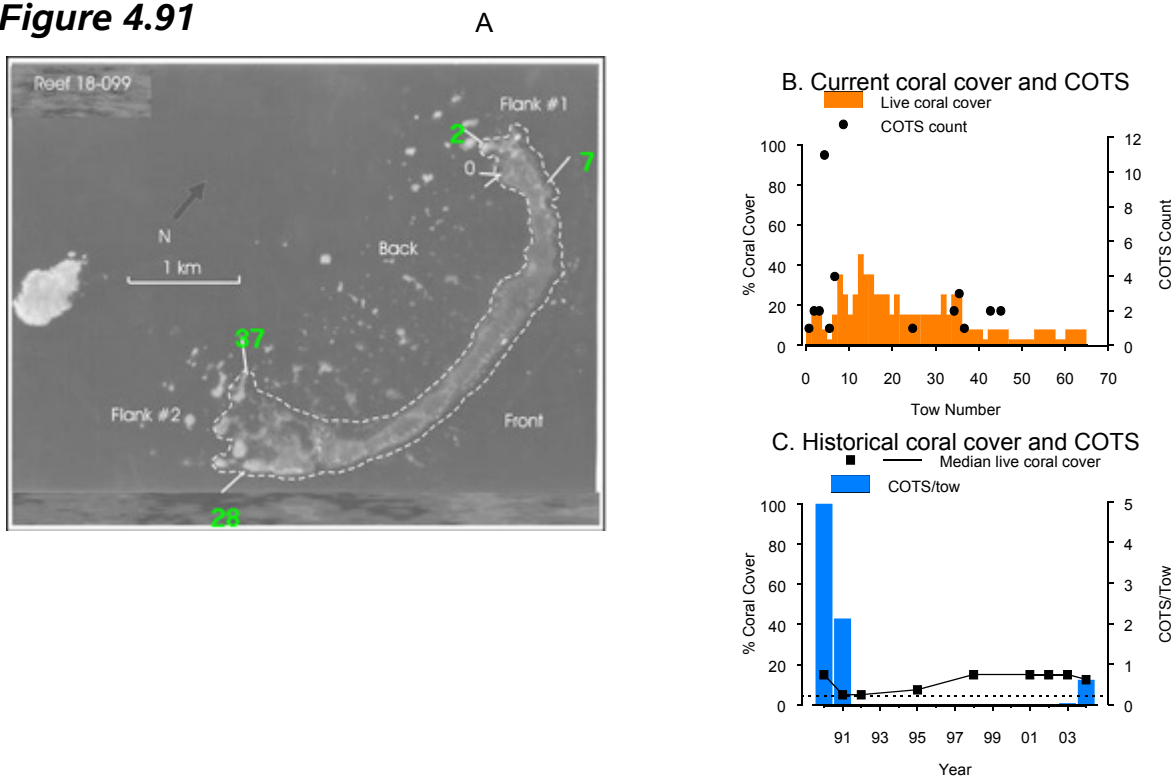 Figure 4.91
A
Reef 18-099
Flank #1
2
7
0
N
Back
1 km
37
Flank #2
Front
28
B. Current coral cover and COTS
Live coral cover
COTS count
100
80
60
40
20
0
% Coral Cover
12
10
8
6
4
2
0
COTS Count
0 10 20 30 40 50 60 70
Tow Number
C. Historical coral cover and COTS
Median live coral cover
COTS/tow
100
80
60
40
20
0
% Coral Cover
5
4
3
2
1
0
COTS/Tow
91 93 95 97 99 01 03
Year